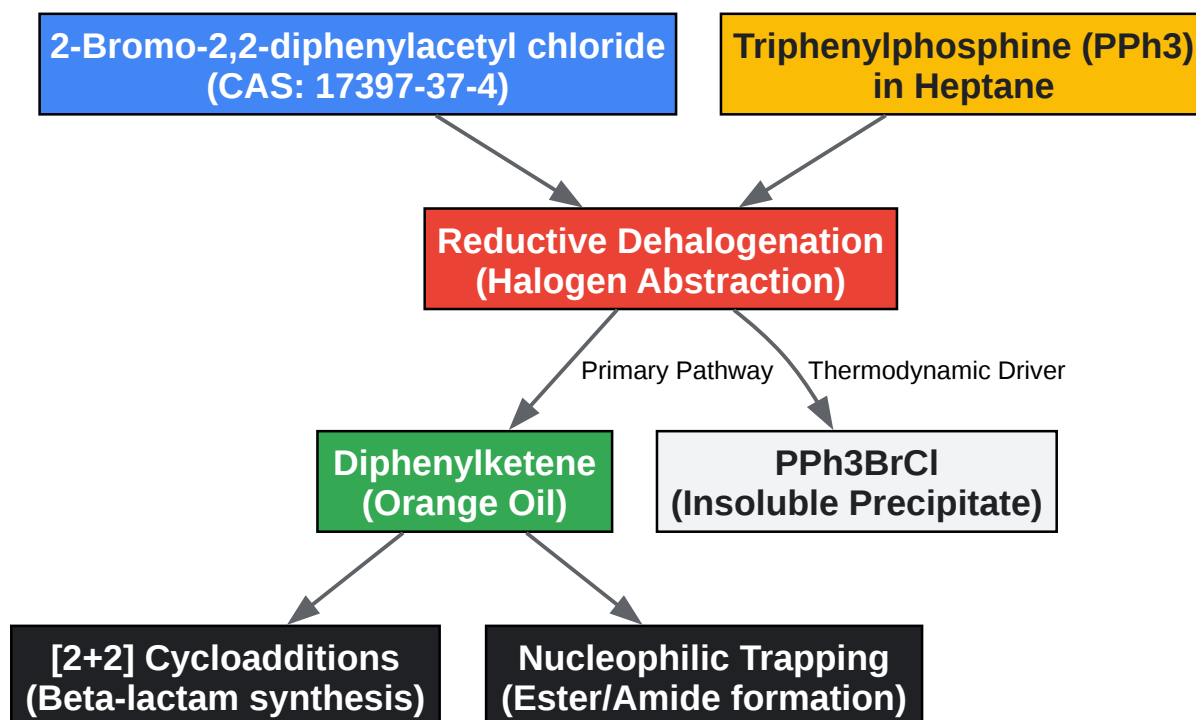 2-Bromo-2,2-diphenylacetyl chloride
(CAS: 17397-37-4)
Triphenylphosphine (PPh3)
in Heptane
Reductive Dehalogenation
(Halogen Abstraction)
Primary Pathway
Thermodynamic Driver
Diphenylketene
(Orange Oil)
PPh3BrCl
(Insoluble Precipitate)
[2+2] Cycloadditions
(Beta-lactam synthesis)
Nucleophilic Trapping
(Ester/Amide formation)